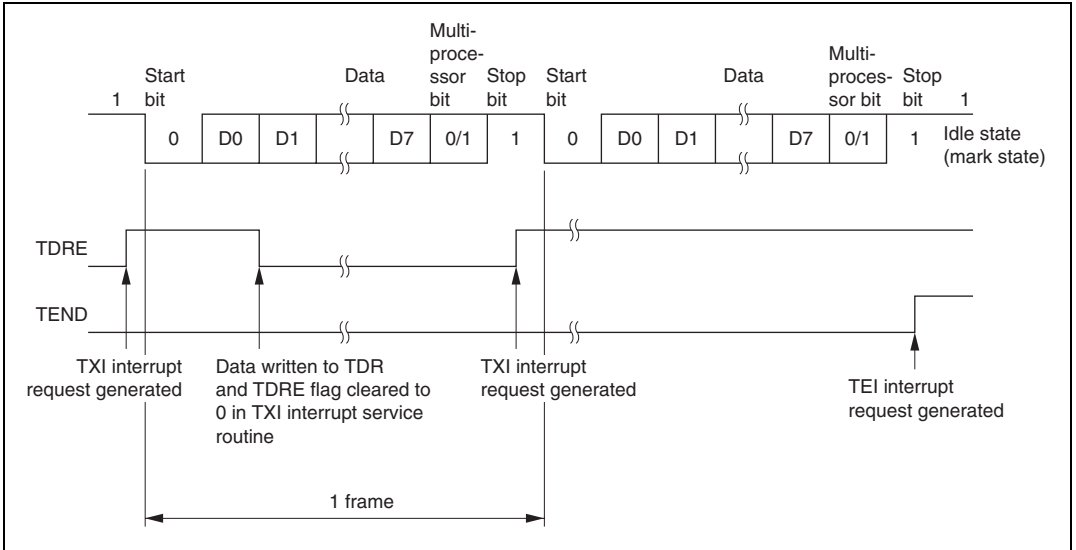 Multi-
proce-
ssor
bit
Multi-
proces-
sor bit
Start
bit
Data
Stop
bit
Start
bit
Data
Stop
bit
1
1
0
D0
D1
D7
0/1
1
0
D0
D1
D7
0/1
1
Idle state
(mark state)
TDRE
TEND
TXI interrupt
request generated
Data written to TDR
and TDRE flag cleared to
0 in TXI interrupt service
routine
TXI interrupt
request generated
TEI interrupt
request generated
1 frame